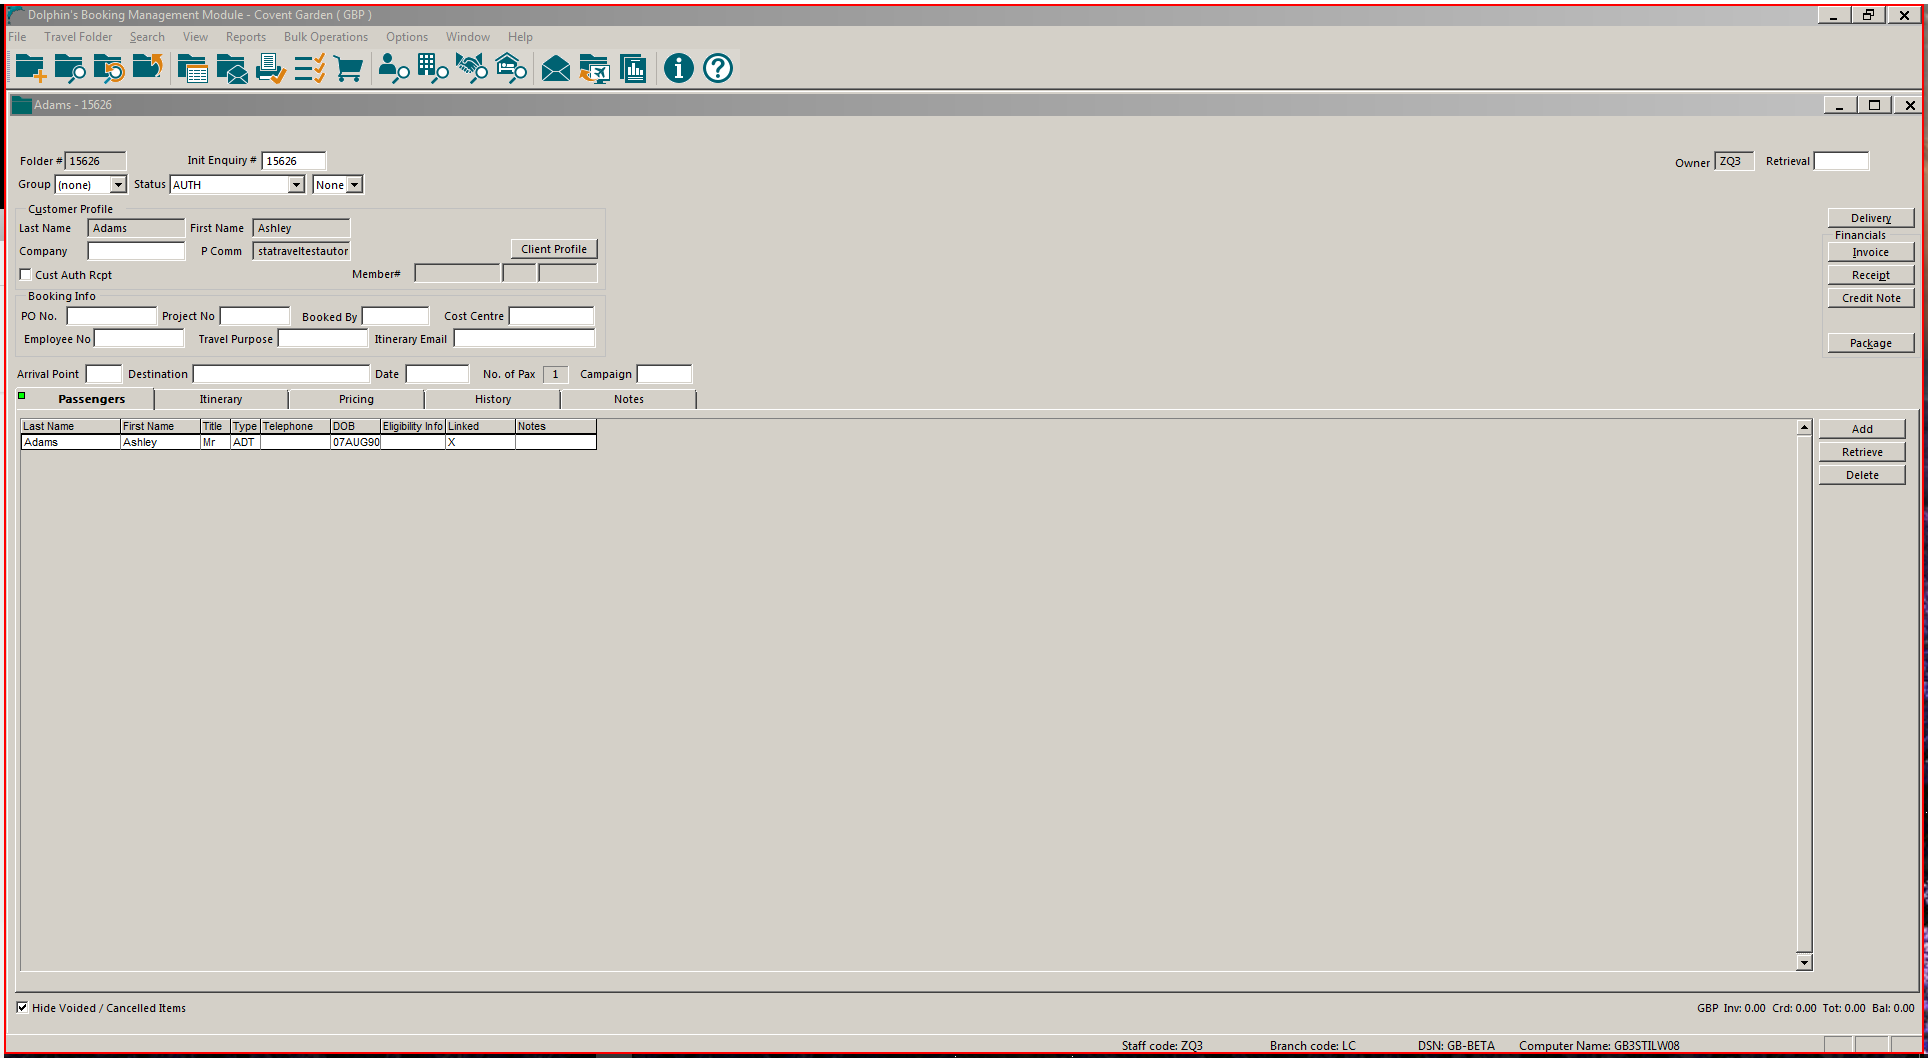 Dolphin's Booking Management Module - Covent Garden ( GBP )
File Travel Folder Search View Reports Bulk Operations Options Window Help
Adams - 15626
Folder # 15626 Init Enquiry # 15626 Owner ZQ3 Retrieval
Group (none) Status AUTH None
Customer Profile
Last Name Adams First Name Ashley
Company P Comm statraveltestautor Client Profile
Cust Auth Rcpt Member#
Booking Info
PO No. Project No Booked By Cost Centre
Employee No Travel Purpose Itinerary Email
Delivery
Financials
Invoice
Receipt
Credit Note
Package
Arrival Point Destination Date No. of Pax 1 Campaign
Passengers Itinerary Pricing History Notes
Last Name First Name Title Type Telephone DOB Eligibility Info Linked Notes
Adams Ashley Mr ADT 07AUG90 X
Add
Retrieve
Delete
Hide Voided / Cancelled Items GBP Inv: 0.00 Crd: 0.00 Tot: 0.00 Bal: 0.00
Staff code: ZQ3 Branch code: LC DSN: GB-BETA Computer Name: GB3STILW08